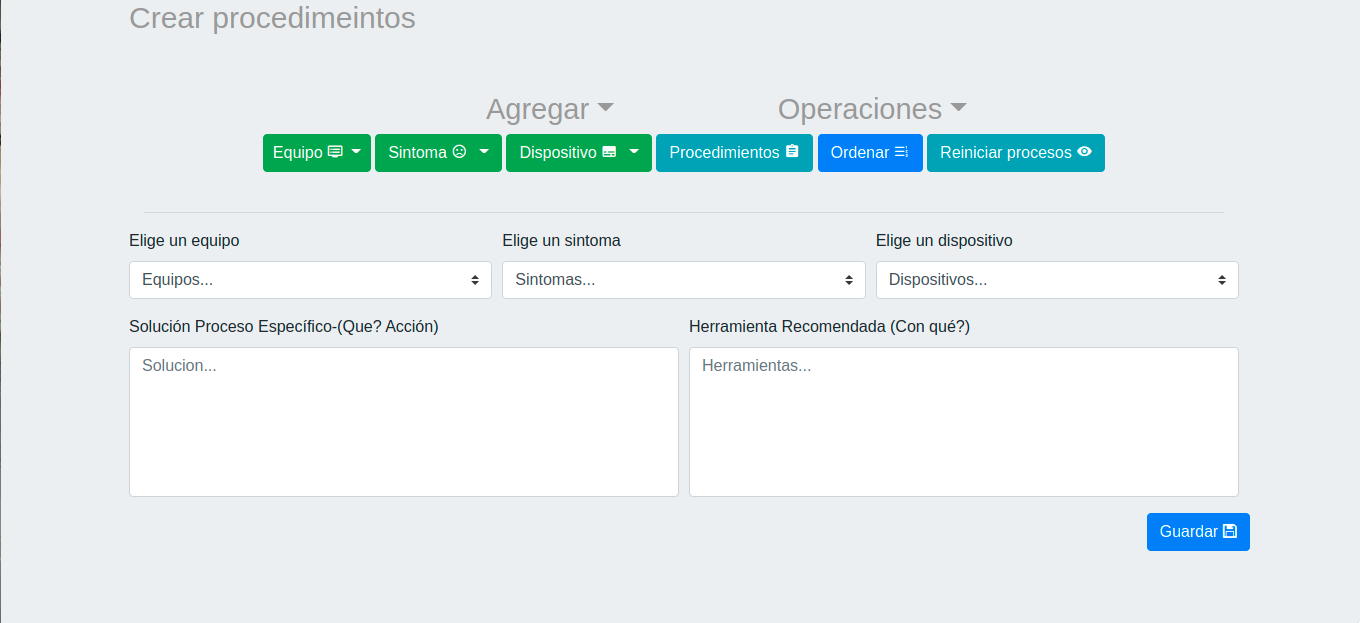 Crear procedimeintos
Agregar Operaciones
Equipo Sintoma Dispositivo Procedimientos Ordenar Reiniciar procesos
Elige un equipo Elige un sintoma Elige un dispositivo
Equipos... Sintomas... Dispositivos...
Solución Proceso Específico-(Que? Acción) Herramienta Recomendada (Con qué?)
Solucion... Herramientas...
Guardar